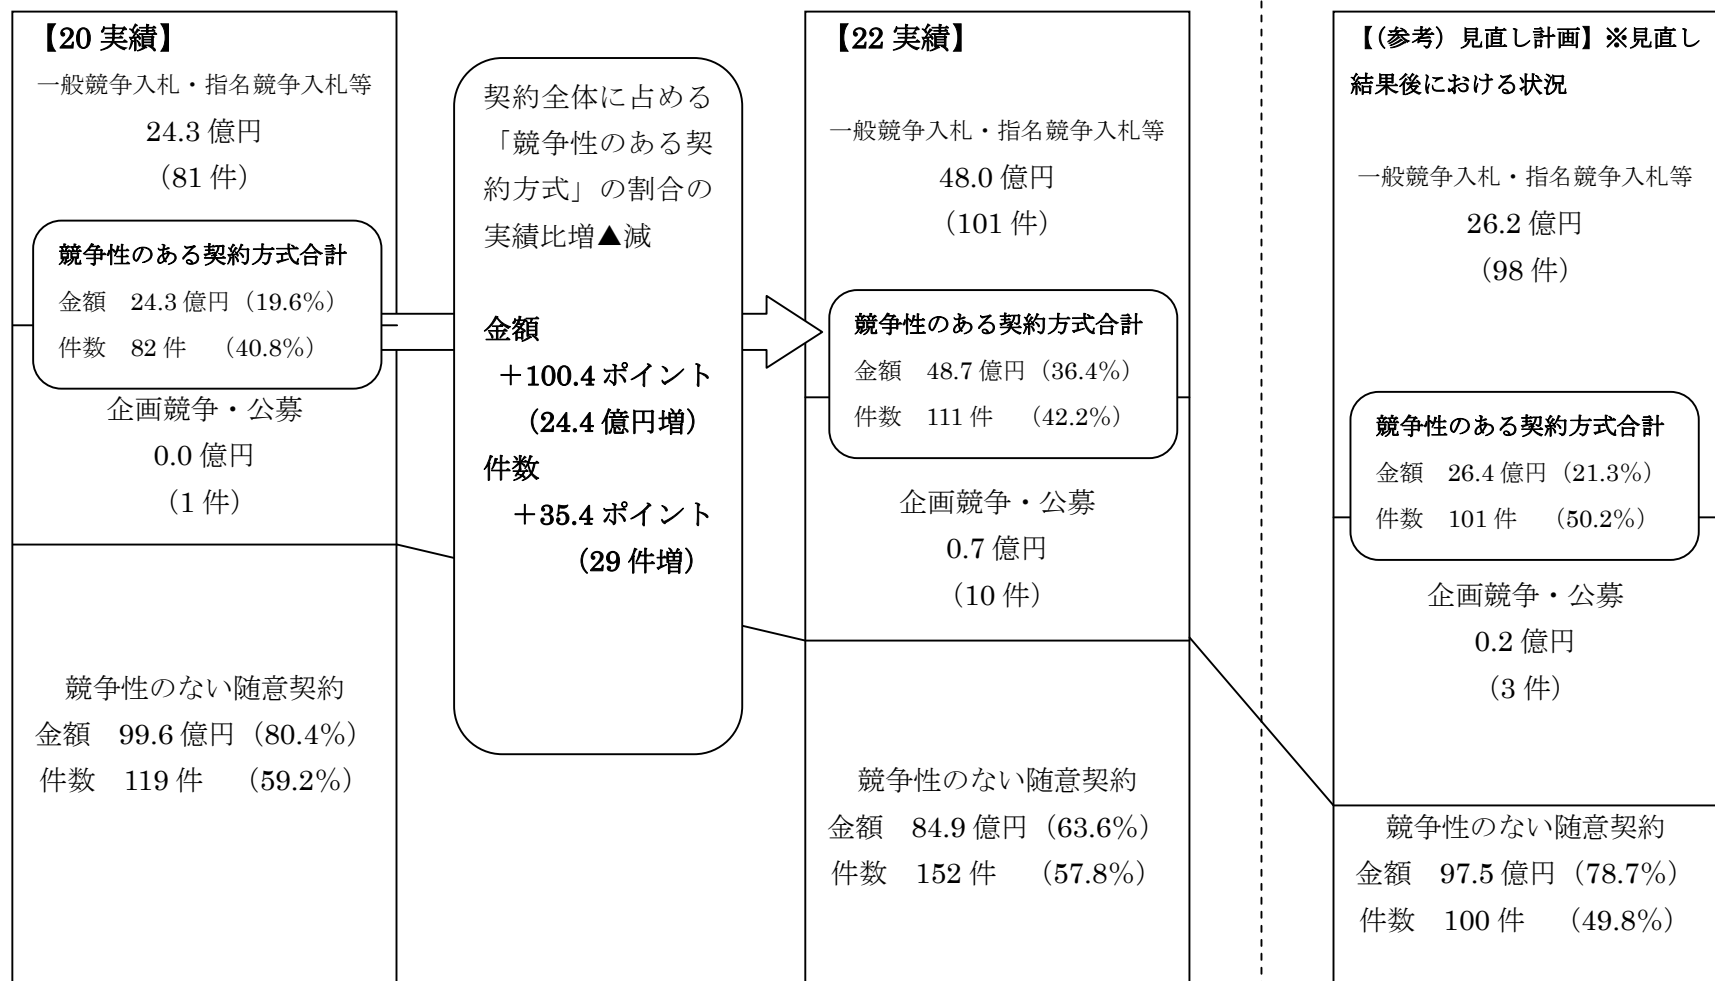 【20 実績】
一般競争入札・指名競争入札等
24.3 億円
（81 件）
競争性のある契約方式合計
金額　24.3 億円（19.6%）
件数　82 件　（40.8%）
企画競争・公募
0.0 億円
（1 件）
競争性のない随意契約
金額　99.6 億円（80.4%）
件数　119 件　（59.2%）
契約全体に占める
「競争性のある契
約方式」の割合の
実績比増▲減
金額
＋100.4 ポイント
（24.4 億円増）
件数
＋35.4 ポイント
（29 件増）
【22 実績】
一般競争入札・指名競争入札等
48.0 億円
（101 件）
競争性のある契約方式合計
金額　48.7 億円（36.4%）
件数　111 件　（42.2%）
企画競争・公募
0.7 億円
（10 件）
競争性のない随意契約
金額　84.9 億円（63.6%）
件数　152 件　（57.8%）
【（参考）見直し計画】※見直し
結果後における状況
一般競争入札・指名競争入札等
26.2 億円
（98 件）
競争性のある契約方式合計
金額　26.4 億円（21.3%）
件数　101 件　（50.2%）
企画競争・公募
0.2 億円
（3 件）
競争性のない随意契約
金額　97.5 億円（78.7%）
件数　100 件　（49.8%）